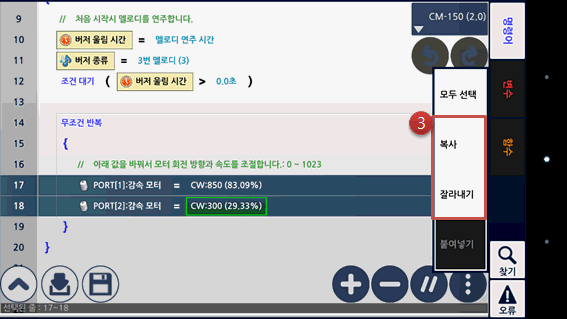 9 // 처음 시작시 멜로디를 연주합니다.
10 버저 울림 시간 = 멜로디 연주 시간
11 버저 종류 = 3번 멜로디 (3)
12 조건 대기 ( 버저 울림 시간 > 0.0초 )
13
14 무조건 반복
15 {
16 // 아래 값을 바꿔서 모터 회전 방향과 속도를 조절합니다.: 0 ~ 1023
17 PORT[1]:감속 모터 = CW:850 (83.09%)
18 PORT[2]:감속 모터 = CW:300 (29.33%)
19 }
20 }
선택된 줄 : 17~18
CM-150 (2.0)
모두 선택
3
복사
잘라내기
붙여넣기
명령어
변수
함수
찾기
오류